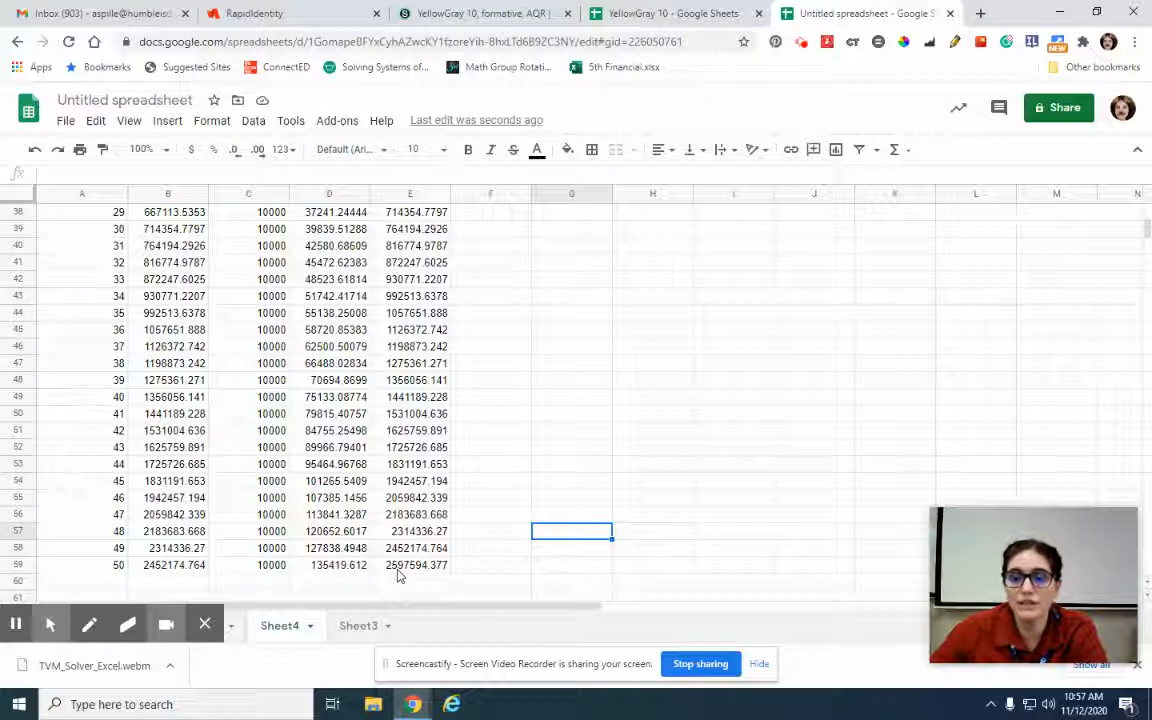 Inbox (903) - aspille@humbleisd
RapidIdentity
YellowGray 10, formative, AQR |
YellowGray 10 - Google Sheets
Untitled spreadsheet - Google S
docs.google.com/spreadsheets/d/1GomapeBFYxCyhAZwcKY1fzoreYih-BhxLTd6B9ZC3NY/edit#gid=226050761
NEW
Apps
Bookmarks
Suggested Sites
ConnectED
Solving Systems of...
Math Group Rotati...
5th Financial.xlsx
Other bookmarks
Untitled spreadsheet
File Edit View Insert Format Data Tools Add-ons Help Last edit was seconds ago
Share
100% $ % .0 .00 123 Default (Ari... 10 B I S A
fx
A B C D E F G H I J K L M N
38 29 667113.5353 10000 37241.24444 714354.7797
39 30 714354.7797 10000 39839.51288 764194.2926
40 31 764194.2926 10000 42580.68609 816774.9787
41 32 816774.9787 10000 45472.62383 872247.6025
42 33 872247.6025 10000 48523.61814 930771.2207
43 34 930771.2207 10000 51742.41714 992513.6378
44 35 992513.6378 10000 55138.25008 1057651.888
45 36 1057651.888 10000 58720.85383 1126372.742
46 37 1126372.742 10000 62500.50079 1198873.242
47 38 1198873.242 10000 66488.02834 1275361.271
48 39 1275361.271 10000 70694.8699 1356056.141
49 40 1356056.141 10000 75133.08774 1441189.228
50 41 1441189.228 10000 79815.40757 1531004.636
51 42 1531004.636 10000 84755.25498 1625759.891
52 43 1625759.891 10000 89966.79401 1725726.685
53 44 1725726.685 10000 95464.96768 1831191.653
54 45 1831191.653 10000 101265.5409 1942457.194
55 46 1942457.194 10000 107385.1456 2059842.339
56 47 2059842.339 10000 113841.3287 2183683.668
57 48 2183683.668 10000 120652.6017 2314336.27
58 49 2314336.27 10000 127838.4948 2452174.764
59 50 2452174.764 10000 135419.612 2597594.377
60
61
Sheet4 Sheet3
TVM_Solver_Excel.webm
Screencastify - Screen Video Recorder is sharing your screen.
Stop sharing
Hide
Show all
Type here to search
10:57 AM
11/12/2020